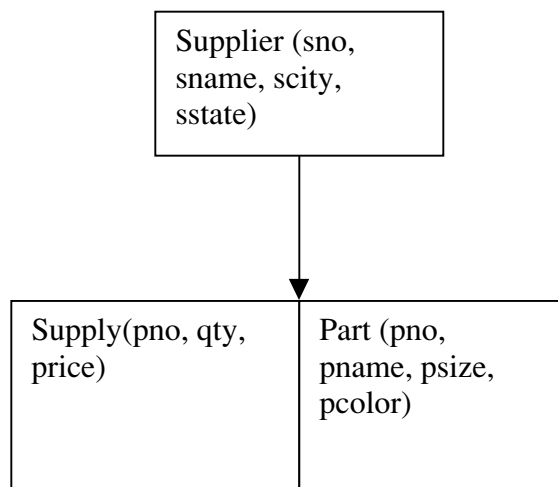 Supplier (sno,
sname, scity,
sstate)
Supply(pno, qty,
price)
Part (pno,
pname, psize,
pcolor)